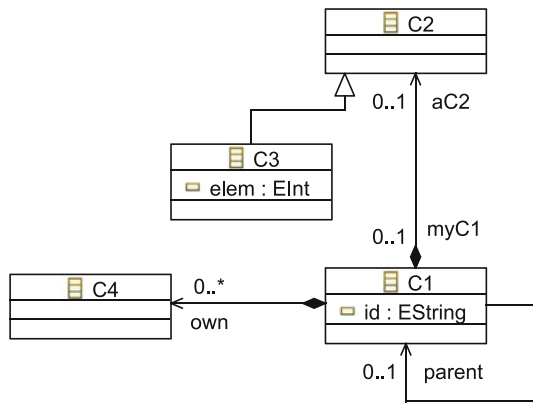 C2
0..1 aC2
C3
elem : EInt
0..1 myC1
C4
0..*
own
C1
id : EString
0..1 parent